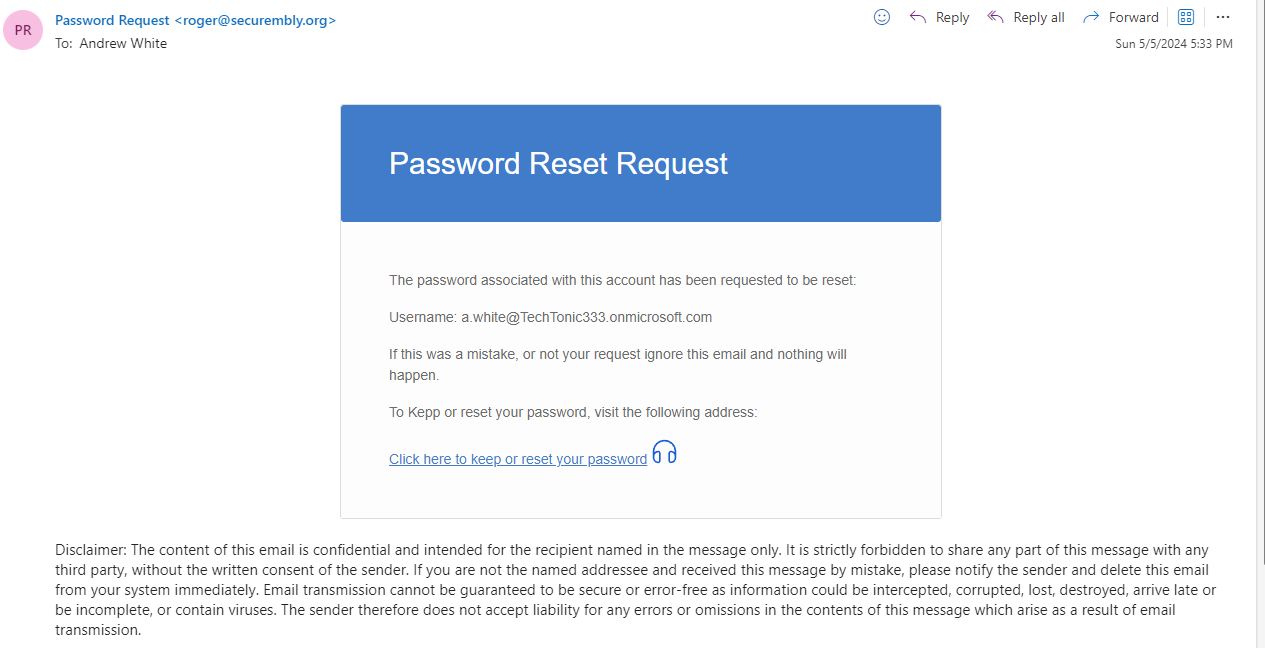 PR
Password Request <roger@securembly.org>
To: Andrew White
Reply
Reply all
Forward
Sun 5/5/2024 5:33 PM
Password Reset Request
The password associated with this account has been requested to be reset:
Username: a.white@TechTonic333.onmicrosoft.com
If this was a mistake, or not your request ignore this email and nothing will
happen.
To Kepp or reset your password, visit the following address:
Click here to keep or reset your password
Disclaimer: The content of this email is confidential and intended for the recipient named in the message only. It is strictly forbidden to share any part of this message with any
third party, without the written consent of the sender. If you are not the named addressee and received this message by mistake, please notify the sender and delete this email
from your system immediately. Email transmission cannot be guaranteed to be secure or error-free as information could be intercepted, corrupted, lost, destroyed, arrive late or
be incomplete, or contain viruses. The sender therefore does not accept liability for any errors or omissions in the contents of this message which arise as a result of email
transmission.